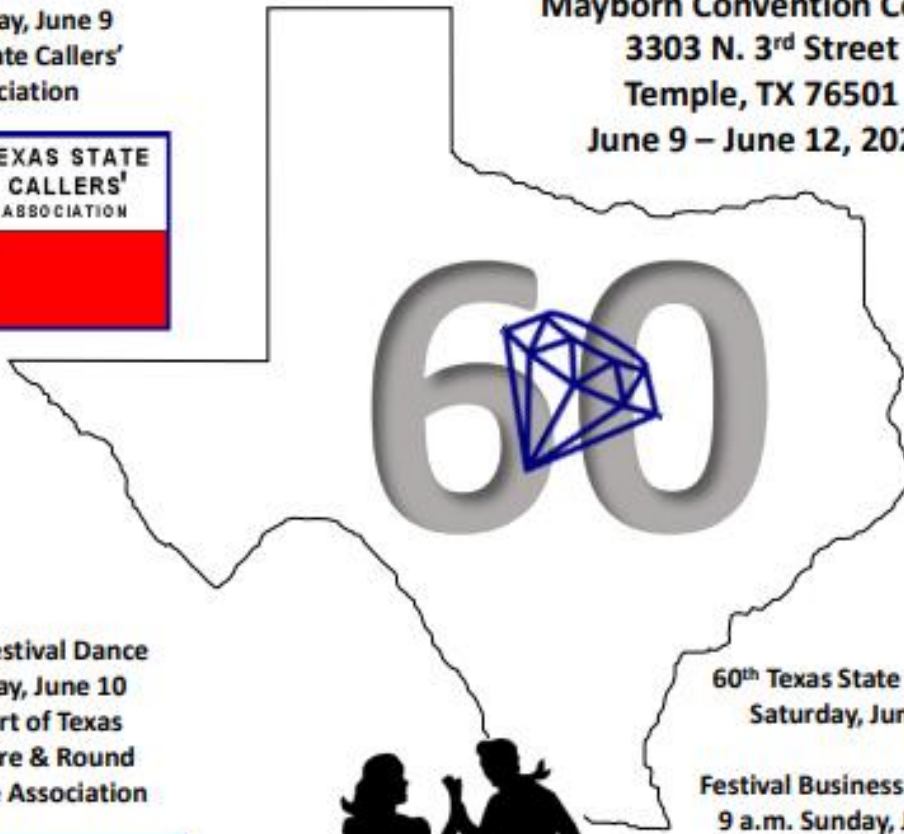 ay, June 9
ate Callers'
ciation
Mayborn Convention Ce
3303 N. 3rd Street
Temple, TX 76501
June 9 – June 12, 202
EXAS STATE
CALLERS'
ASSOCIATION
60
estival Dance
ay, June 10
rt of Texas
re & Round
e Association
60th Texas State
Saturday, Jun
Festival Business
9 a.m. Sunday, J